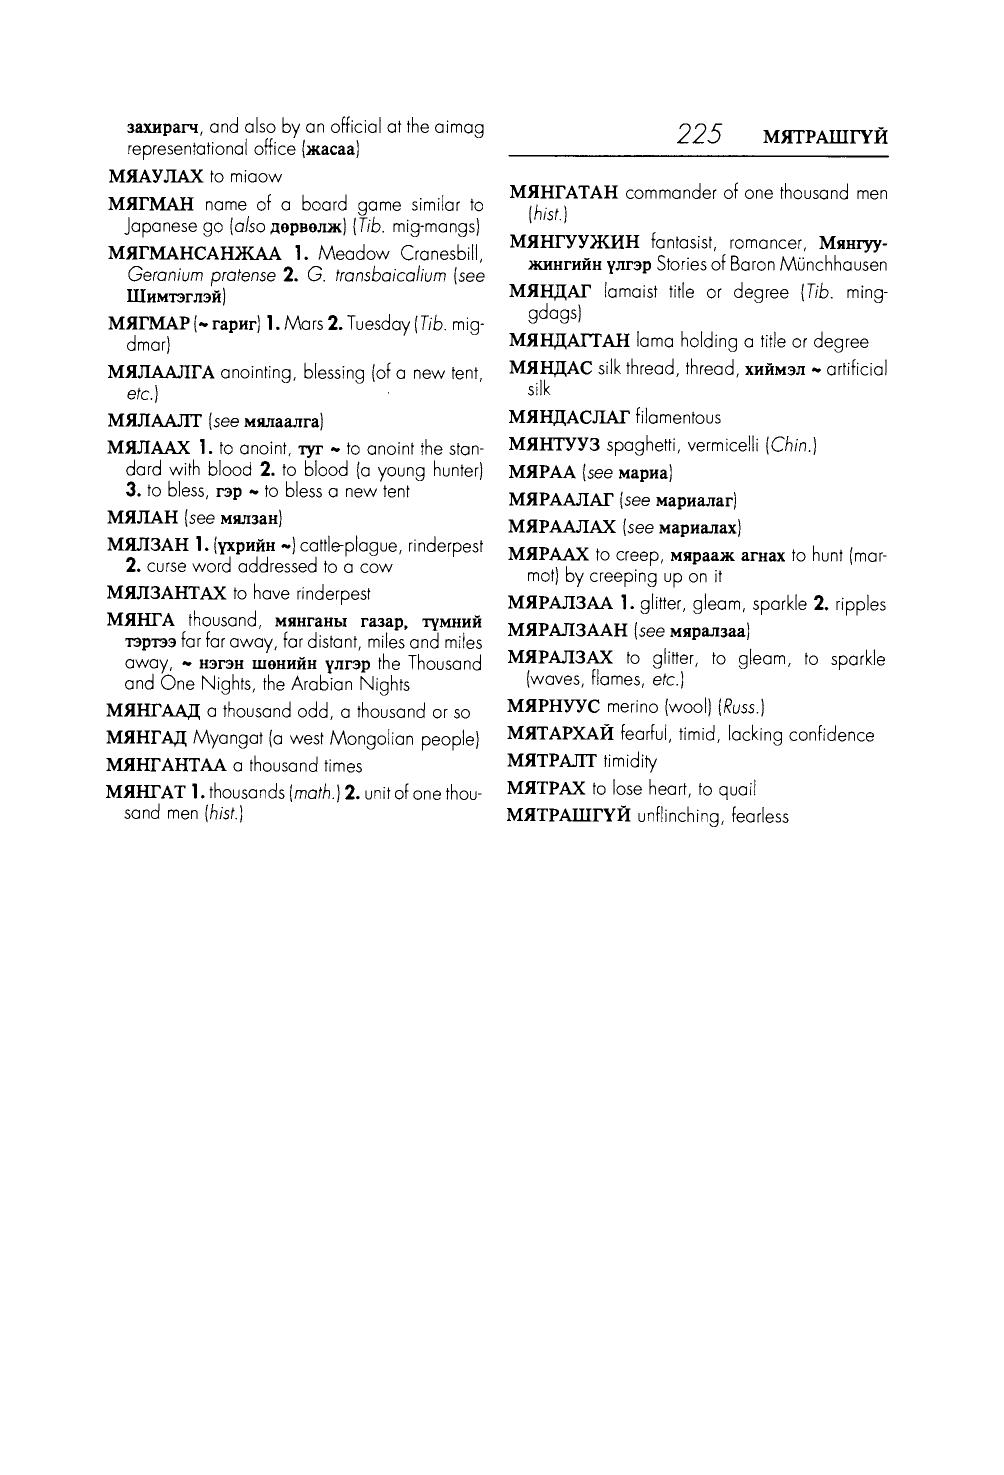 захирагч, and also by an official at the aimag
representational office (жасаа)
МЯАУЛАХ to miaow
МЯГМАН name of a board game similar to
Japanese go (also дөрвөлж) (Tib. mig-mangs)
МЯГМАНСАНЖАА 1. Meadow Cranesbill,
Geranium pratense 2. G. transbaicalium (see
Шимтэглэй)
МЯГМАР (~ гариг) 1. Mars 2. Tuesday (Tib. mig-
dmar)
МЯЛААЛГА anointing, blessing (of a new tent,
etc.)
МЯЛААЛТ (see мялаалга)
МЯЛААХ 1. to anoint, туг ~ to anoint the stan-
dard with blood 2. to blood (a young hunter)
3. to bless, гэр ~ to bless a new tent
МЯЛАН (see мялзан)
МЯЛЗАН 1. (үхрийн ~) cattle-plague, rinderpest
2. curse word addressed to a cow
МЯЛЗАНТАХ to have rinderpest
МЯНГА thousand, мянганы газар, түмний
тэртээ far far away, far distant, miles and miles
away, ~ нэгэн шөнийн үлгэр the Thousand
and One Nights, the Arabian Nights
МЯНГААД a thousand odd, a thousand or so
МЯНГАД Myangat (a west Mongolian people)
МЯНГАНТАА a thousand times
МЯНГАТ 1. thousands (math.) 2. unit of one thou-
sand men (hist.)
225 МЯТРАШГҮЙ
МЯНГАТАН commander of one thousand men
(hist.)
МЯНГУУЖИН fantasist, romancer, Мянгуу-
жингийн үлгэр Stories of Baron Münchhausen
МЯНДАГ lamaist title or degree (Tib. ming-
gdags)
МЯНДАГТАН lama holding a title or degree
МЯНДАС silk thread, thread, хиймэл ~ artificial
silk
МЯНДАСЛАГ filamentous
МЯНТУУЗ spaghetti, vermicelli (Chin.)
МЯРАА (see мариа)
МЯРААЛАГ (see мариалаг)
МЯРААЛАХ (see мариалах)
МЯРААХ to creep, мярааж агнах to hunt (mar-
mot) by creeping up on it
МЯРАЛЗАА 1. glitter, gleam, sparkle 2. ripples
МЯРАЛЗААН (see мяралзаа)
МЯРАЛЗАХ to glitter, to gleam, to sparkle
(waves, flames, etc.)
МЯРНУУС merino (wool) (Russ.)
МЯТАРХАЙ fearful, timid, lacking confidence
МЯТРАЛТ timidity
МЯТРАХ to lose heart, to quail
МЯТРАШГҮЙ unflinching, fearless